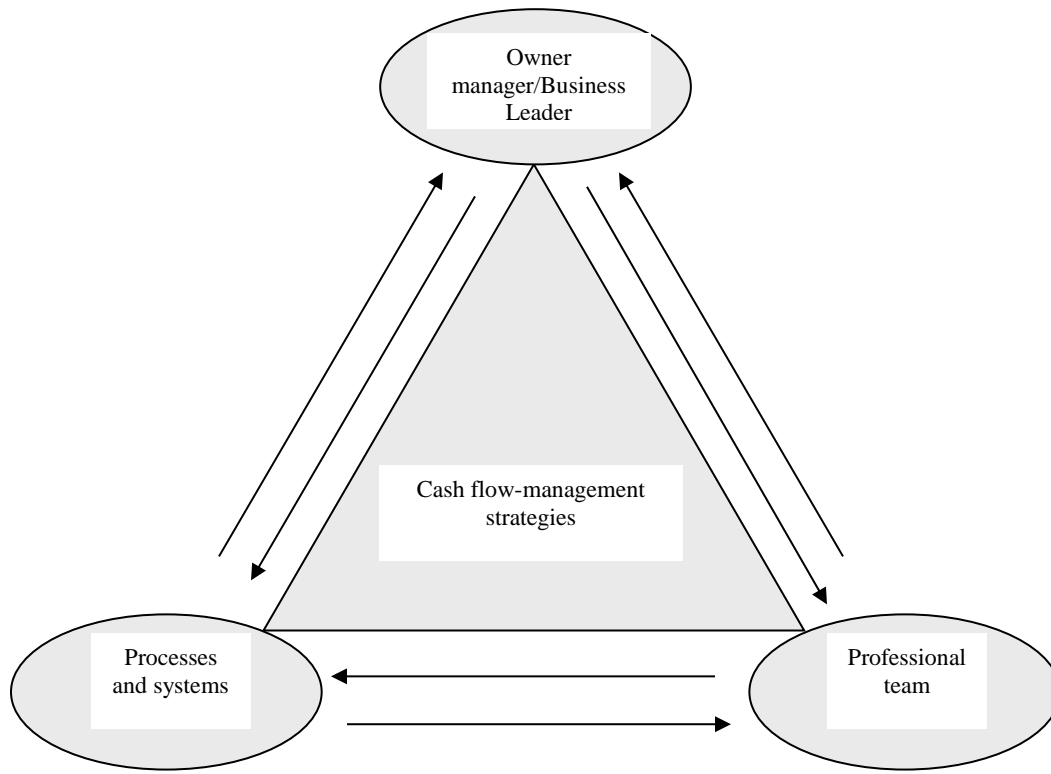 Owner
manager/Business
Leader
Cash flow-management
strategies
Processes
and systems
Professional
team